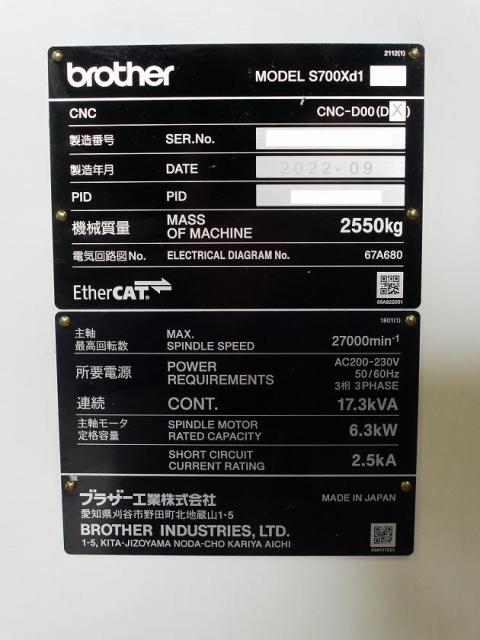 2112(1)
brother MODEL S700Xd1
CNC CNC-D00(DX)
製造番号 SER.No.
製造年月 DATE 2022-09
PID PID
機械質量 MASS OF MACHINE 2550kg
電気回路図No. ELECTRICAL DIAGRAM No. 67A680
EtherCAT®
69A822001
1801(1)
主軸 最高回転数 MAX. SPINDLE SPEED 27000min-1
所要電源 POWER REQUIREMENTS AC200-230V
50/60Hz
3相 3PHASE
連続 CONT. 17.3kVA
主軸モータ 定格容量 SPINDLE MOTOR RATED CAPACITY 6.3kW
SHORT CIRCUIT CURRENT RATING 2.5kA
ブラザー工業株式会社 MADE IN JAPAN
愛知県刈谷市野田町北地蔵山1-5
BROTHER INDUSTRIES, LTD.
1-5, KITA-JIZOYAMA NODA-CHO KARIYA AICHI